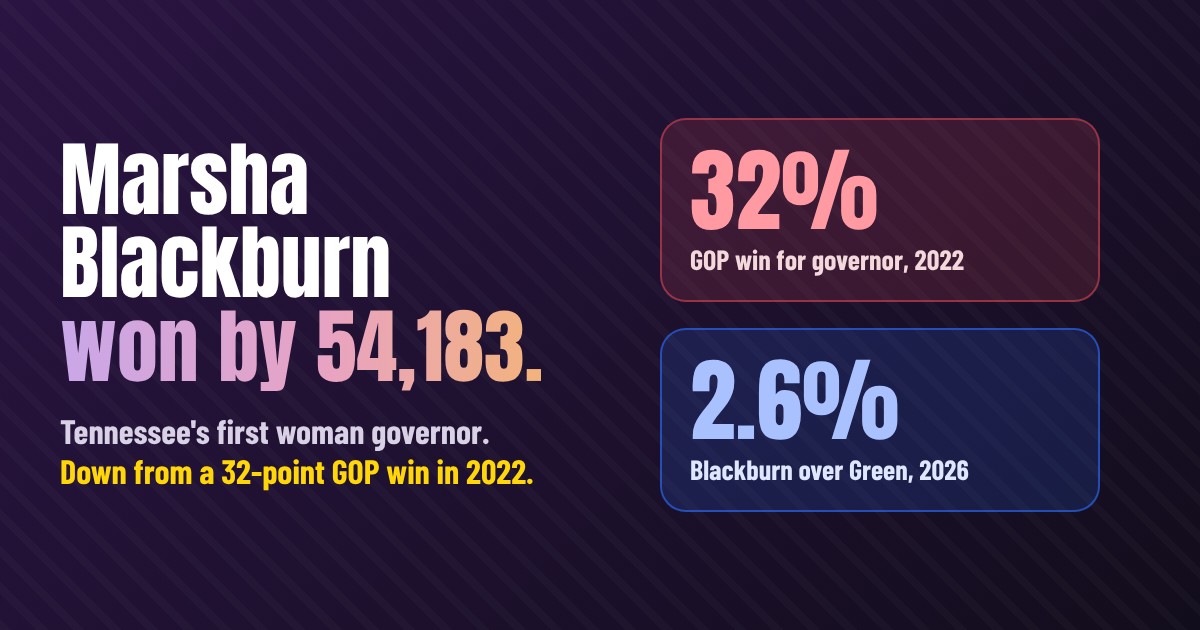 Marsha
Blackburn
won by 54,183.
Tennessee's first woman governor.
Down from a 32-point GOP win in 2022.
32%
GOP win for governor, 2022
2.6%
Blackburn over Green, 2026